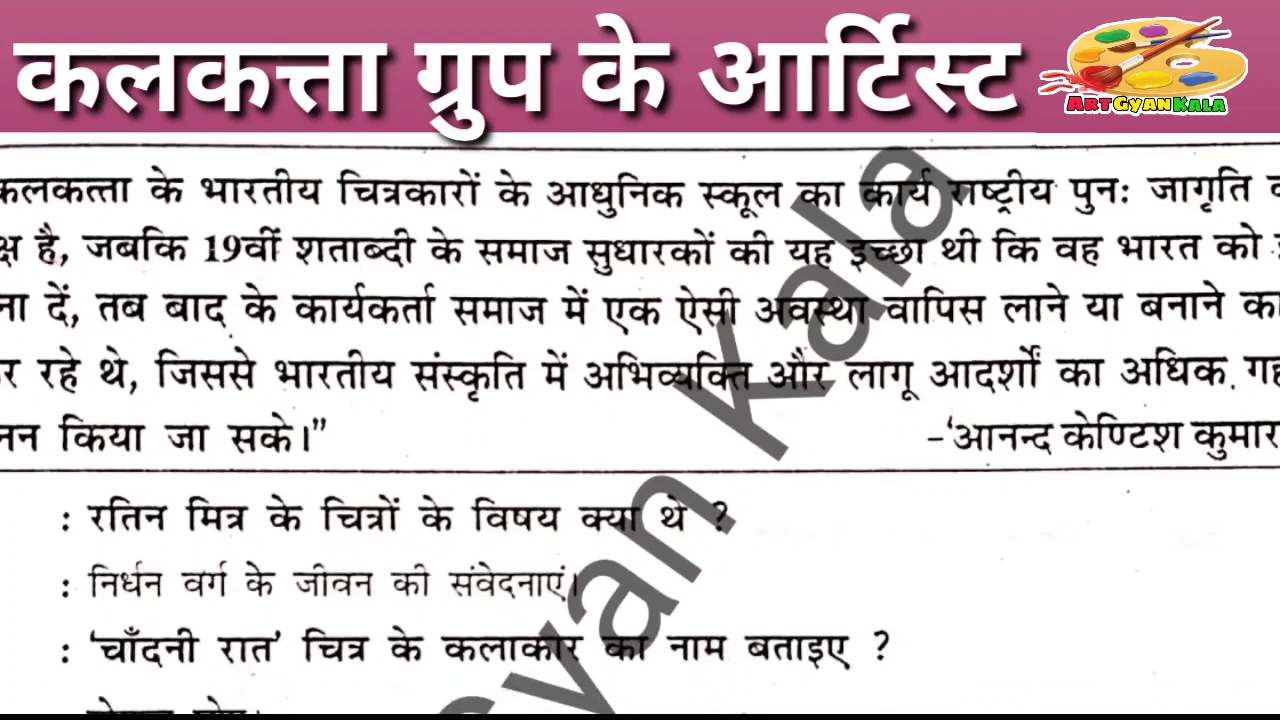 कलकत्ता ग्रुप के आर्टिस्ट
ArtGyanKala
कलकत्ता के भारतीय चित्रकारों के आधुनिक स्कूल का कार्य राष्ट्रीय पुनः जागृति
है, जबकि 19वीं शताब्दी के समाज सुधारकों की यह इच्छा थी कि वह भारत को
दें, तब बाद के कार्यकर्ता समाज में एक ऐसी अवस्था वापिस लाने या बनाने
रहे थे, जिससे भारतीय संस्कृति में अभिव्यक्ति और लागू आदर्शों का अधिक
किया जा सके।” -‘आनन्द केण्टिश कुमार
: रतिन मित्र के चित्रों के विषय क्या थे ?
: निर्धन वर्ग के जीवन की संवेदनाएं।
: ‘चाँदनी रात’ चित्र के कलाकार का नाम बताइए ?
Kala